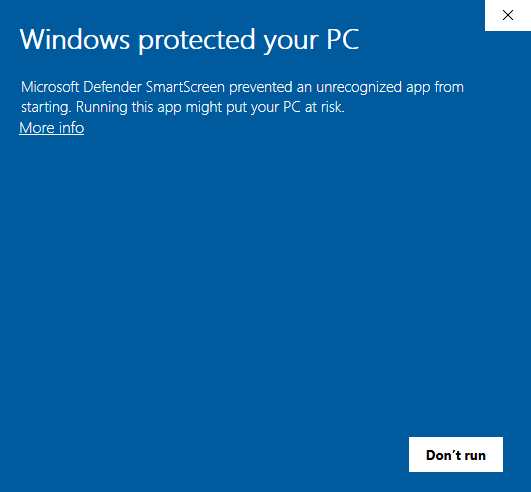 Windows protected your PC
Microsoft Defender SmartScreen prevented an unrecognized app from
starting. Running this app might put your PC at risk.
More info
Don't run